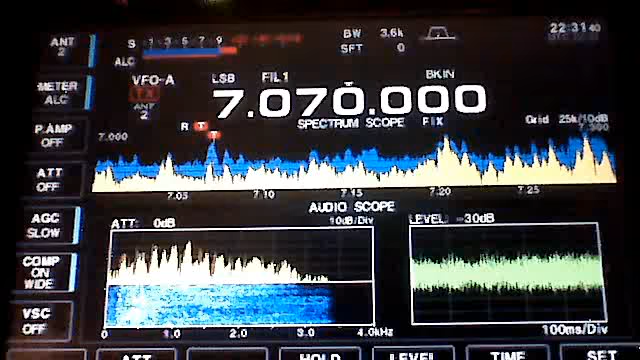 ANT 2
S 1 3 5 7 9
BW 3.6k
SFT 0
22:31 40
ALC
METER ALC
VFO-A
LSB
FIL1
BKIN
TX
ANT 2
7.070.000
P.AMP OFF
R T
T
SPECTRUM SCOPE FIX
Grid 25k/10dB
7.000
7.300
ATT OFF
7.05 7.10 7.15 7.20 7.25
AUDIO SCOPE
AGC SLOW
ATT: 0dB
10dB/Div
LEVEL: -30dB
COMP ON WIDE
VSC OFF
0 1.0 2.0 3.0 4.0kHz
100ms/Div
ATT
HOLD
LEVEL
TIME
SET